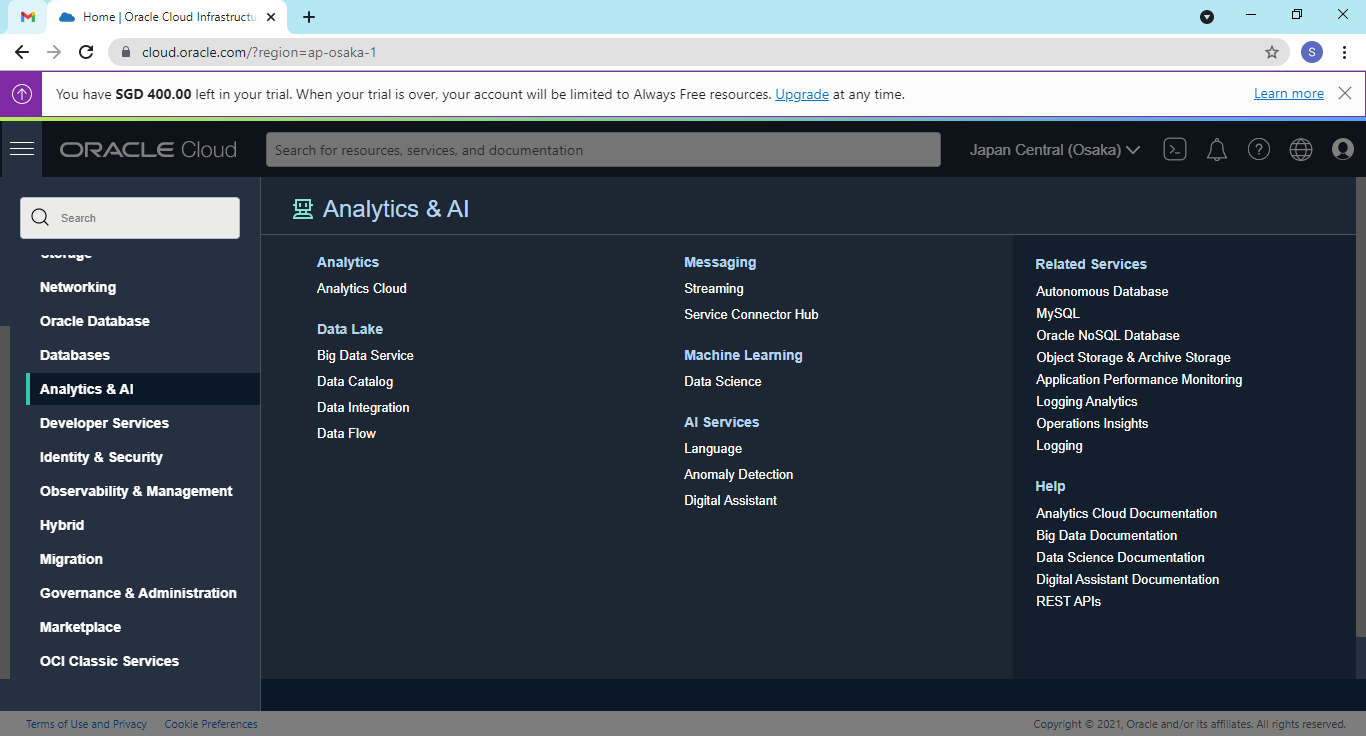 Home | Oracle Cloud Infrastructu
cloud.oracle.com/?region=ap-osaka-1
S
You have SGD 400.00 left in your trial. When your trial is over, your account will be limited to Always Free resources. Upgrade at any time.
Learn more
ORACLE Cloud
Search for resources, services, and documentation
Japan Central (Osaka)
Search
Storage
Networking
Oracle Database
Databases
Analytics & AI
Developer Services
Identity & Security
Observability & Management
Hybrid
Migration
Governance & Administration
Marketplace
OCI Classic Services
Analytics & AI
Analytics
Analytics Cloud
Data Lake
Big Data Service
Data Catalog
Data Integration
Data Flow
Messaging
Streaming
Service Connector Hub
Machine Learning
Data Science
AI Services
Language
Anomaly Detection
Digital Assistant
Related Services
Autonomous Database
MySQL
Oracle NoSQL Database
Object Storage & Archive Storage
Application Performance Monitoring
Logging Analytics
Operations Insights
Logging
Help
Analytics Cloud Documentation
Big Data Documentation
Data Science Documentation
Digital Assistant Documentation
REST APIs
Terms of Use and Privacy
Cookie Preferences
Copyright © 2021, Oracle and/or its affiliates. All rights reserved.